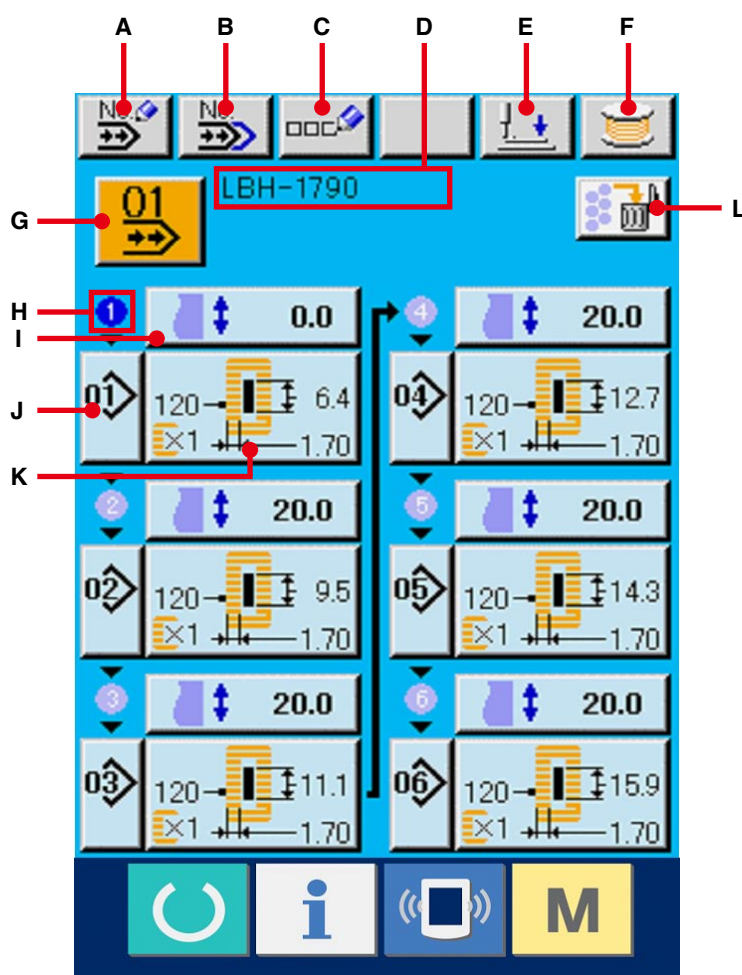 A B C D E F
No. No.
LBH-1790
01
G
L
H 1 0.0 4 20.0
I
J 01 120 6.4 04 120 12.7
×1 1.70 ×1 1.70
K
2 20.0 5 20.0
02 120 9.5 05 120 14.3
×1 1.70 ×1 1.70
3 20.0 6 20.0
03 120 11.1 06 120 15.9
×1 1.70 ×1 1.70
i M